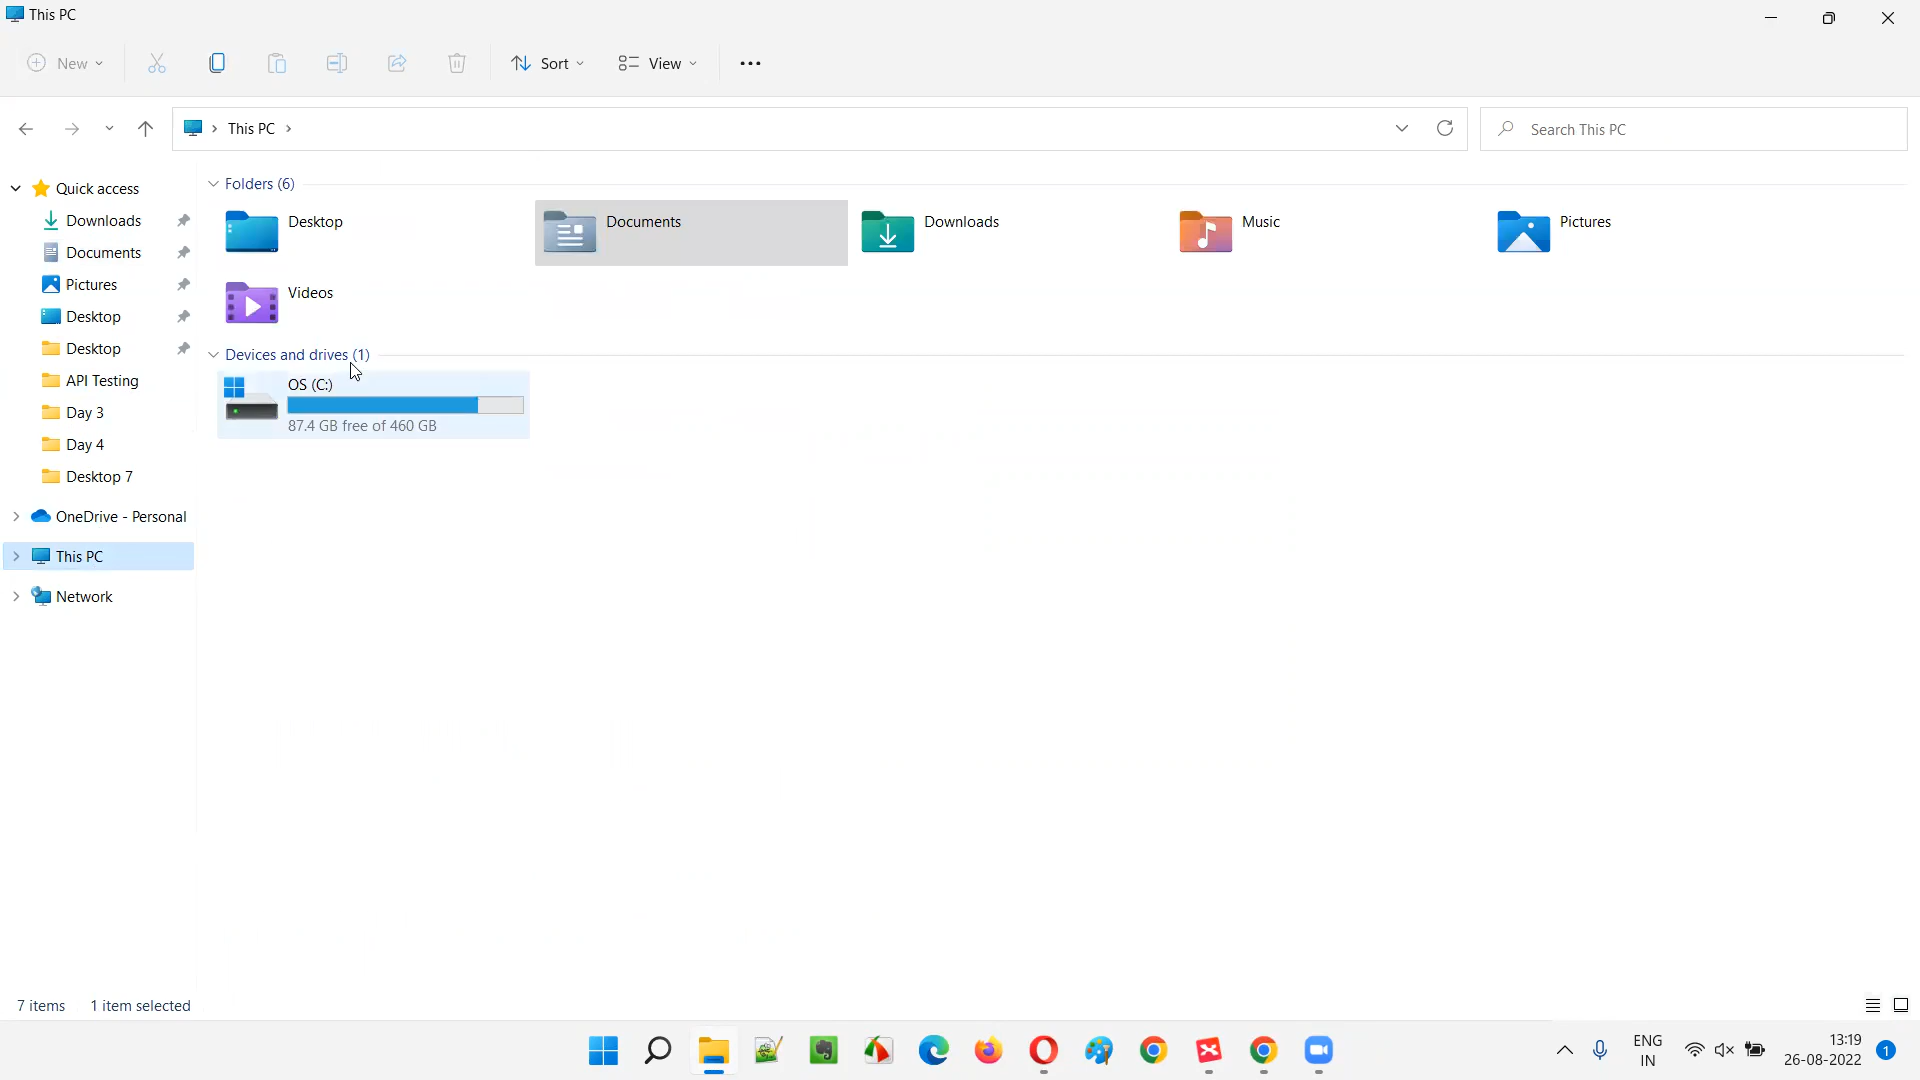 This PC
New
Sort
View
This PC
Search This PC
Quick access
Downloads
Documents
Pictures
Desktop
Desktop
API Testing
Day 3
Day 4
Desktop 7
OneDrive - Personal
This PC
Network
Folders (6)
Desktop
Documents
Downloads
Music
Pictures
Videos
Devices and drives (1)
OS (C:)
87.4 GB free of 460 GB
7 items
1 item selected
ENG
IN
13:19
26-08-2022
1